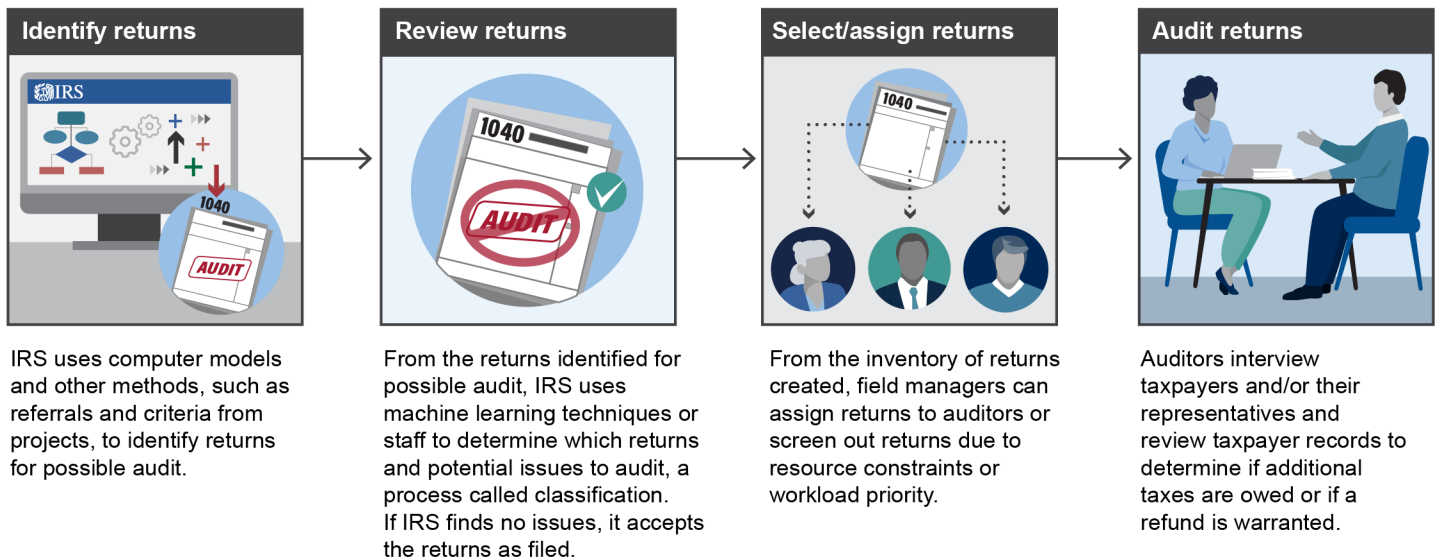 Identify returns
IRS
1040
AUDIT
IRS uses computer models
and other methods, such as
referrals and criteria from
projects, to identify returns
for possible audit.
Review returns
1040
AUDIT
From the returns identified for
possible audit, IRS uses
machine learning techniques or
staff to determine which returns
and potential issues to audit, a
process called classification.
If IRS finds no issues, it accepts
the returns as filed.
Select/assign returns
1040
From the inventory of returns
created, field managers can
assign returns to auditors or
screen out returns due to
resource constraints or
workload priority.
Audit returns
Auditors interview
taxpayers and/or their
representatives and
review taxpayer records to
determine if additional
taxes are owed or if a
refund is warranted.